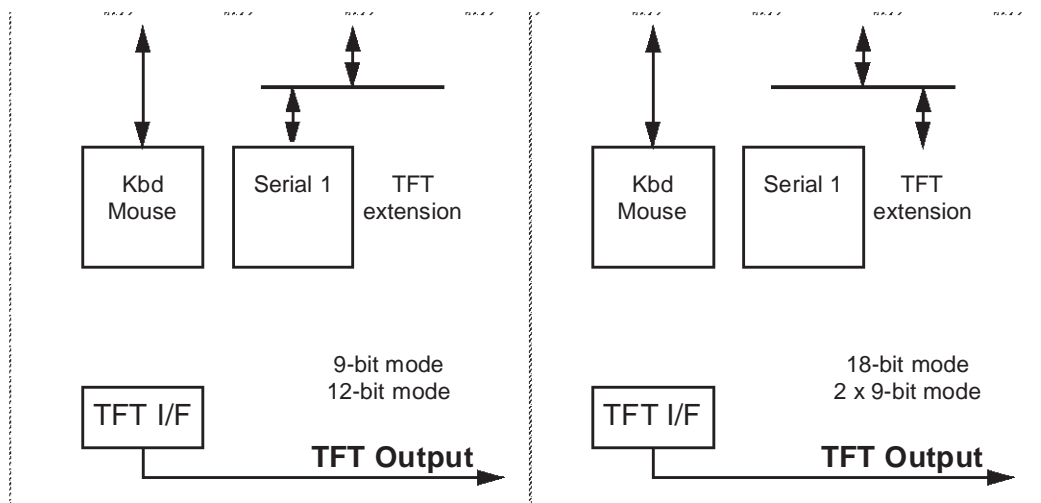 Kbd
Mouse
Serial 1
TFT
extension
9-bit mode
12-bit mode
TFT I/F
TFT Output
Kbd
Mouse
Serial 1
TFT
extension
18-bit mode
2 x 9-bit mode
TFT I/F
TFT Output